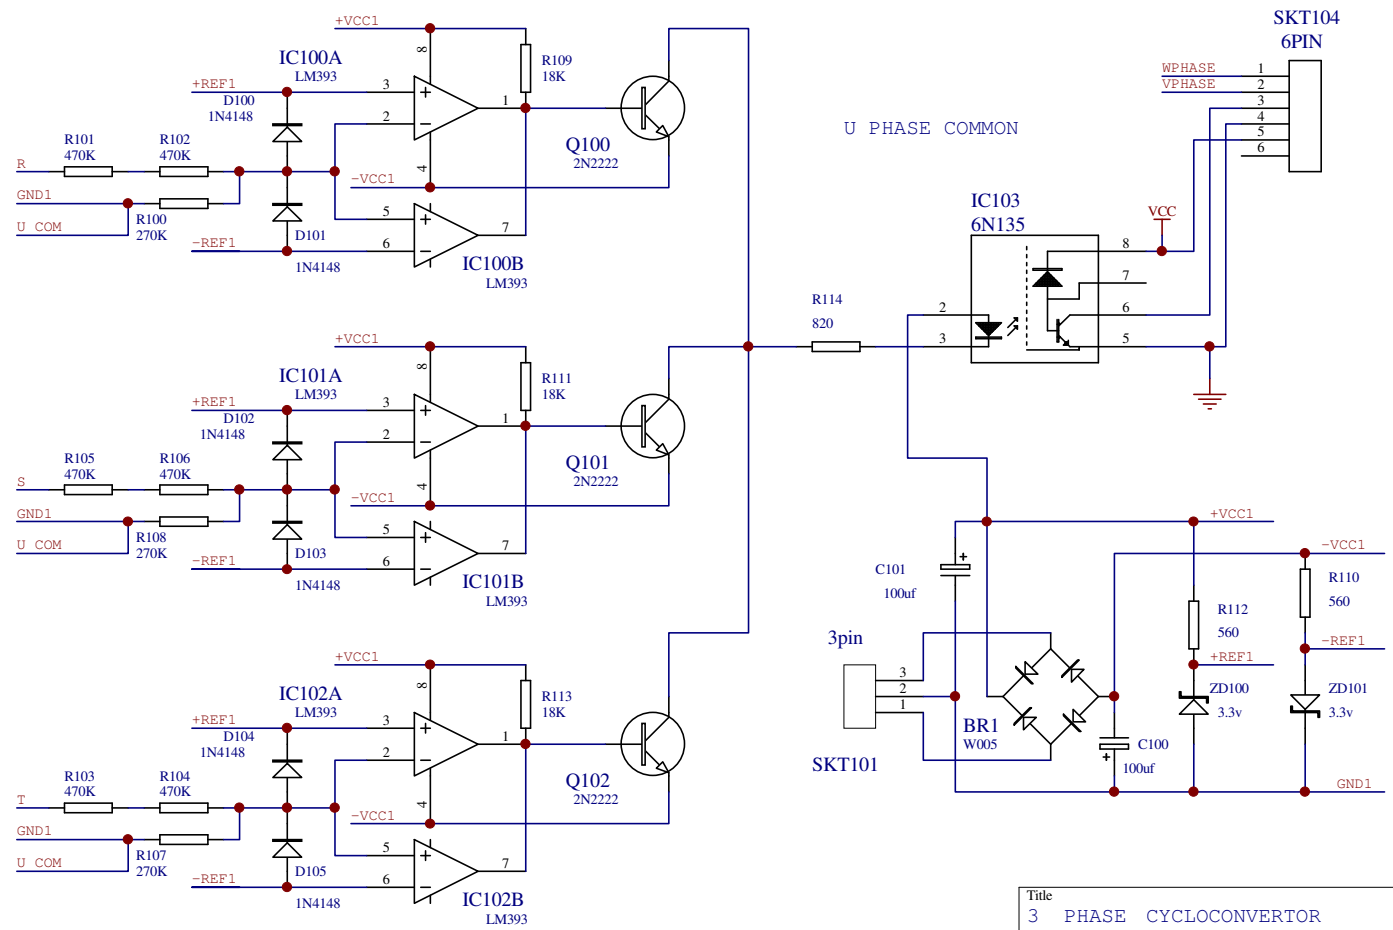 +VCC1
IC100A
LM393
8
R109
18K
+REF1
D100
1N4148
3
2
1
4
R101
470K
R102
470K
R
GND1
U COM
R100
270K
-VCC1
Q100
2N2222
5
6
7
D101
1N4148
-REF1
IC100B
LM393
+VCC1
IC101A
LM393
8
R111
18K
+REF1
D102
1N4148
3
2
1
4
R105
470K
R106
470K
S
GND1
U COM
R108
270K
-VCC1
Q101
2N2222
5
6
7
D103
1N4148
-REF1
IC101B
LM393
+VCC1
IC102A
LM393
8
R113
18K
+REF1
D104
1N4148
3
2
1
4
R103
470K
R104
470K
T
GND1
U COM
R107
270K
-VCC1
Q102
2N2222
5
6
7
D105
1N4148
-REF1
IC102B
LM393
SKT104
6PIN
WPHASE
VPHASE
1
2
3
4
5
6
U PHASE COMMON
IC103
6N135
VCC
8
7
6
5
2
3
R114
820
+VCC1
-VCC1
C101
100uf
+
R112
560
R110
560
+REF1
-REF1
ZD100
3.3v
ZD101
3.3v
3pin
3
2
1
SKT101
BR1
W005
C100
100uf
+
GND1
Title
3 PHASE CYCLOCONVERTOR